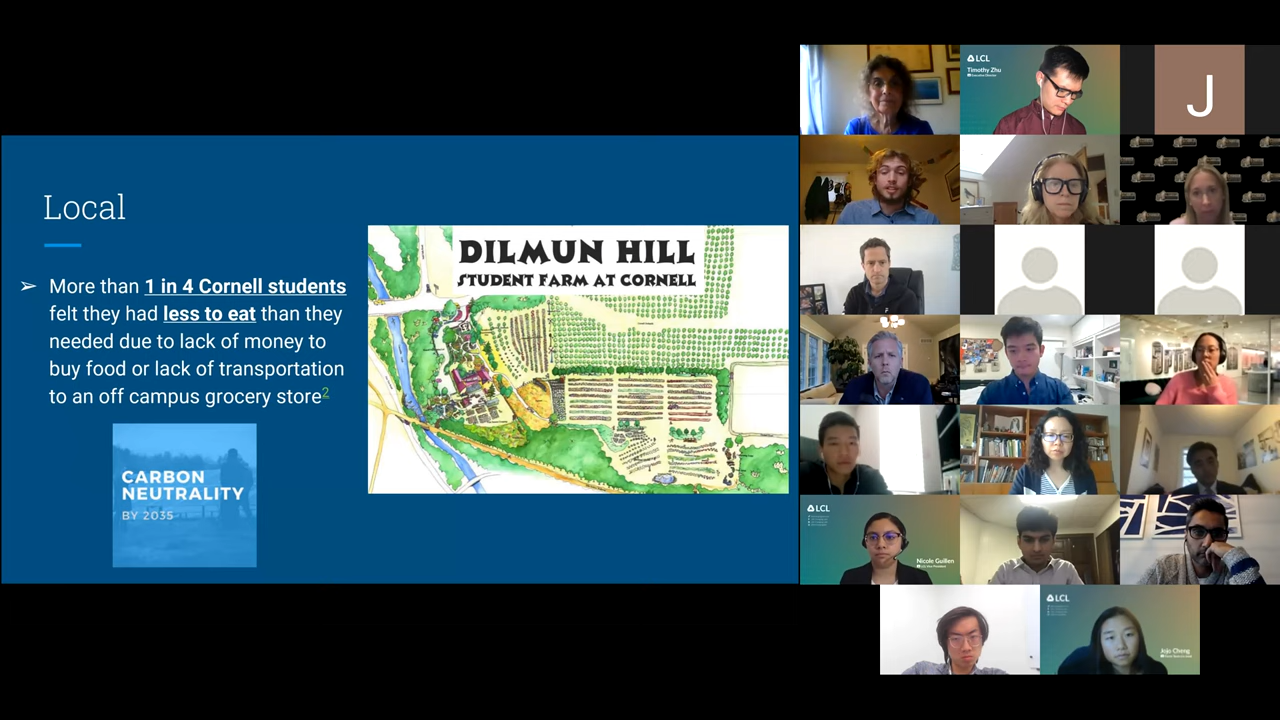 Local
➢ More than 1 in 4 Cornell students
felt they had less to eat than they
needed due to lack of money to
buy food or lack of transportation
to an off campus grocery store2
CARBON
NEUTRALITY
BY 2035
DILMUN HILL
STUDENT FARM AT CORNELL
LCL
Timothy Zhu
Executive Director
J
LCL
Nicole Guillen
LCL
Jojo Cheng